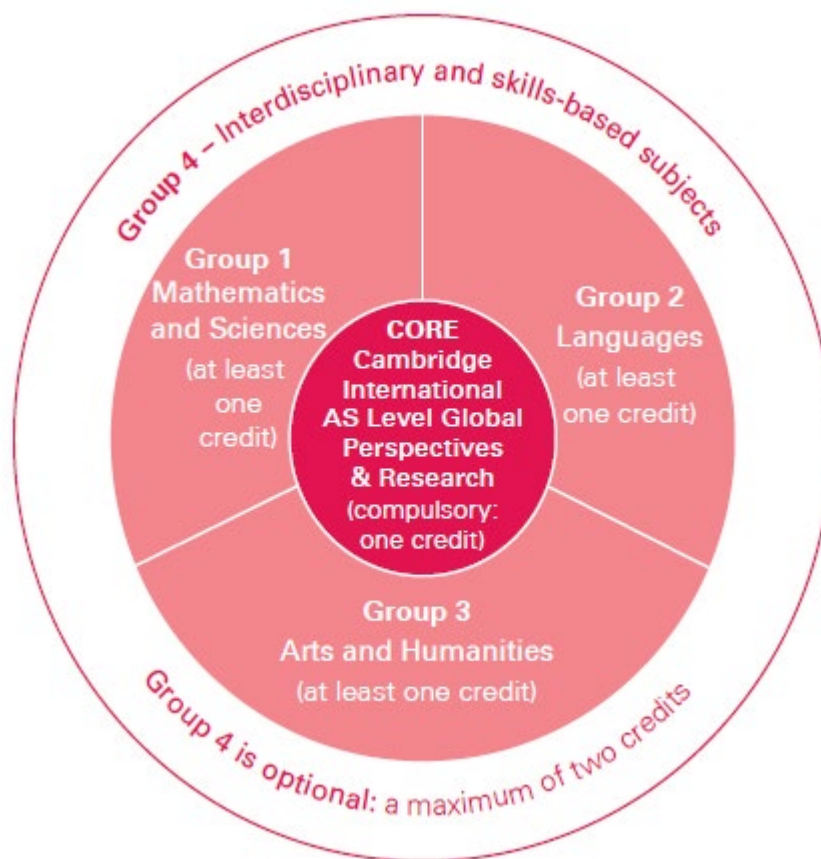 Group 4 – Interdisciplinary and skills-based subjects
Group 1
Mathematics
and Sciences
(at least
one
credit)
Group 2
Languages
(at least
one credit)
CORE
Cambridge
International
AS Level Global
Perspectives
& Research
(compulsory:
one credit)
Group 3
Arts and Humanities
(at least one credit)
Group 4 is optional: a maximum of two credits